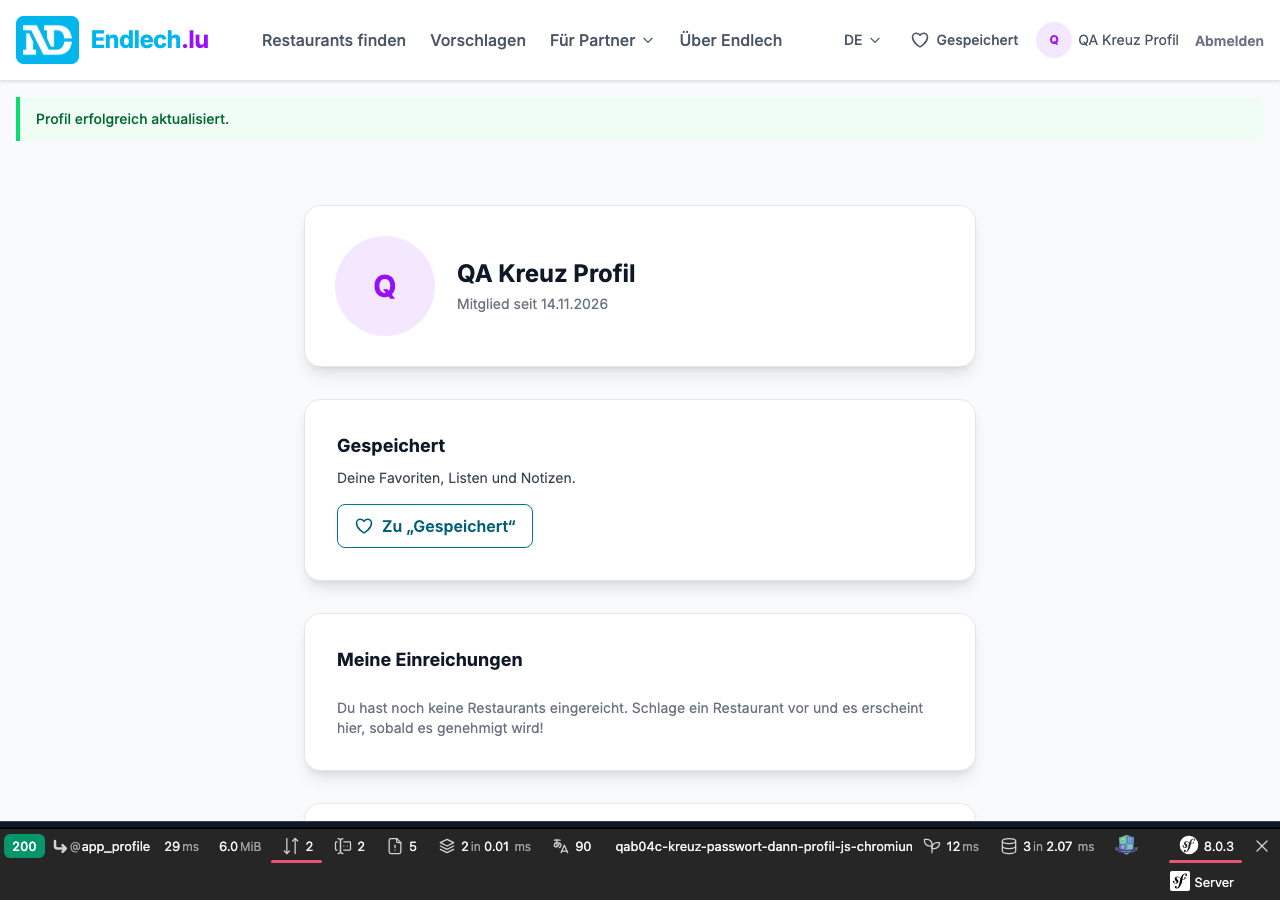 Endlech.lu
Restaurants finden Vorschlagen Für Partner Über Endlech DE Gespeichert Q QA Kreuz Profil Abmelden
Profil erfolgreich aktualisiert.
Q
QA Kreuz Profil
Mitglied seit 14.11.2026
Gespeichert
Deine Favoriten, Listen und Notizen.
Zu „Gespeichert“
Meine Einreichungen
Du hast noch keine Restaurants eingereicht. Schlage ein Restaurant vor und es erscheint
hier, sobald es genehmigt wird!
200 @app_profile 29 ms 6.0 MiB 2 2 5 2 in 0.01 ms 90 qab04c-kreuz-passwort-dann-profil-js-chromium 12 ms 3 in 2.07 ms 8.0.3
Server